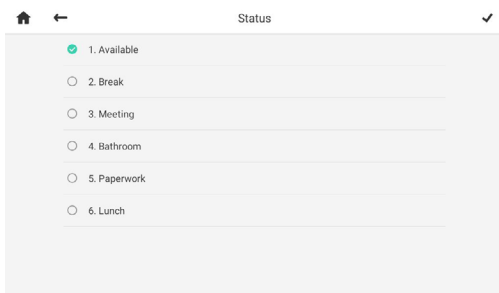 Status
1. Available
2. Break
3. Meeting
4. Bathroom
5. Paperwork
6. Lunch